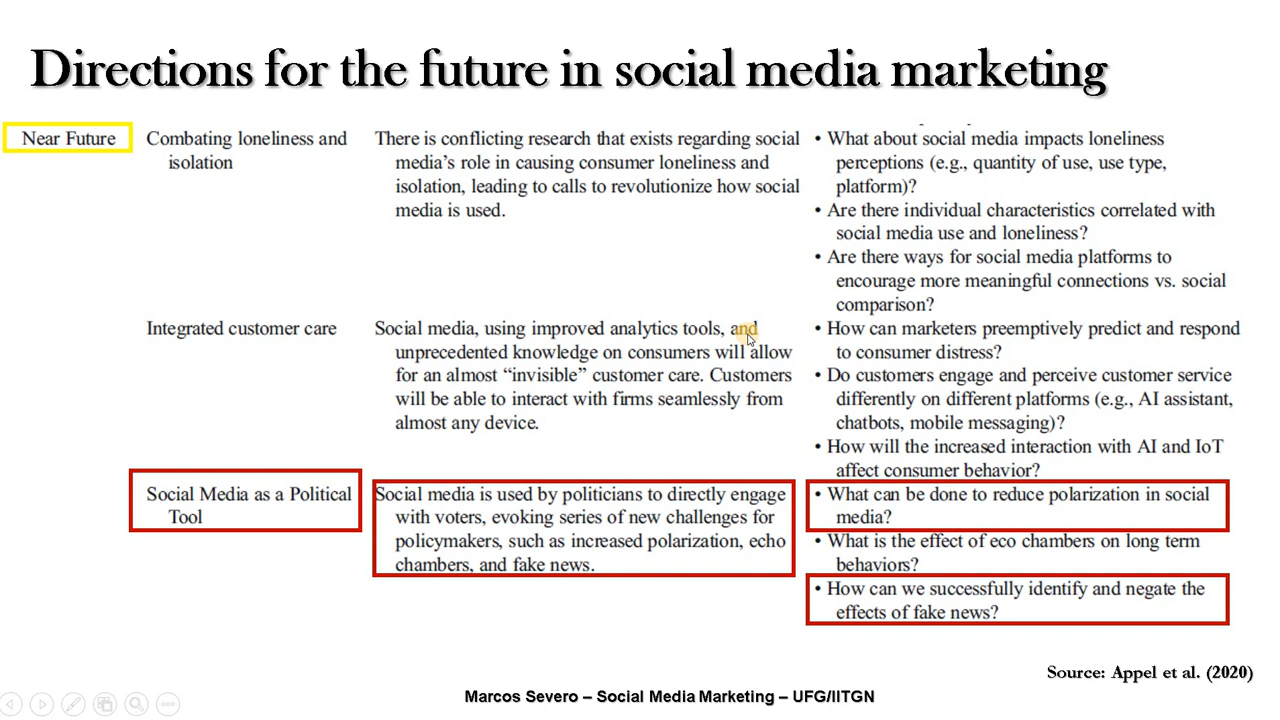 Directions for the future in social media marketing
Near Future
Combating loneliness and
isolation
There is conflicting research that exists regarding social
media's role in causing consumer loneliness and
isolation, leading to calls to revolutionize how social
media is used.
• What about social media impacts loneliness
perceptions (e.g., quantity of use, use type,
platform)?
• Are there individual characteristics correlated with
social media use and loneliness?
• Are there ways for social media platforms to
encourage more meaningful connections vs. social
comparison?
Integrated customer care
Social media, using improved analytics tools, and
unprecedented knowledge on consumers will allow
for an almost “invisible” customer care. Customers
will be able to interact with firms seamlessly from
almost any device.
• How can marketers preemptively predict and respond
to consumer distress?
• Do customers engage and perceive customer service
differently on different platforms (e.g., AI assistant,
chatbots, mobile messaging)?
• How will the increased interaction with AI and IoT
affect consumer behavior?
Social Media as a Political
Tool
Social media is used by politicians to directly engage
with voters, evoking series of new challenges for
policymakers, such as increased polarization, echo
chambers, and fake news.
• What can be done to reduce polarization in social
media?
• What is the effect of eco chambers on long term
behaviors?
• How can we successfully identify and negate the
effects of fake news?
Source: Appel et al. (2020)
Marcos Severo – Social Media Marketing – UFG/IITGN